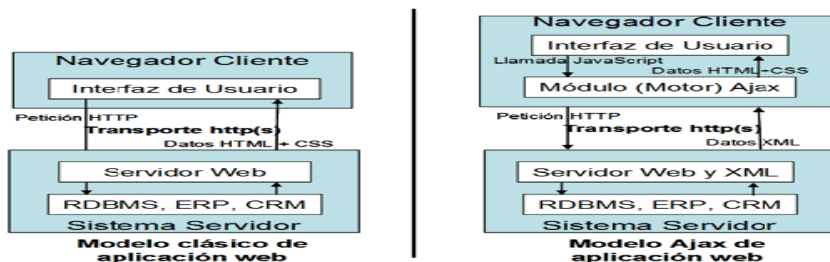 Navegador Cliente
Interfaz de Usuario
Petición HTTP
Transporte http(s)
Datos HTML + CSS
Servidor Web
RDBMS, ERP, CRM
Sistema Servidor
Modelo clásico de
aplicación web
Navegador Cliente
Interfaz de Usuario
Llamada JavaScript
Datos HTML+CSS
Módulo (Motor) Ajax
Petición HTTP
Transporte http(s)
Datos XML
Servidor Web y XML
RDBMS, ERP, CRM
Sistema Servidor
Modelo Ajax de
aplicación web